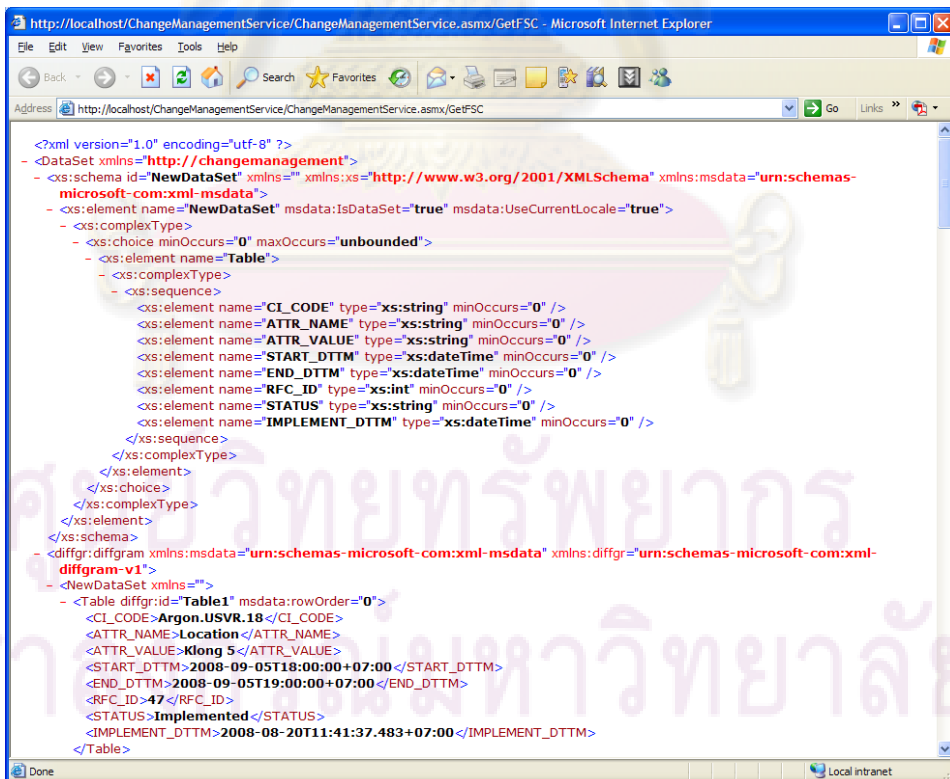 http://localhost/ChangeManagementService/ChangeManagementService.asmx/GetFSC - Microsoft Internet Explorer
File Edit View Favorites Tools Help
Back Search Favorites
Address http://localhost/ChangeManagementService/ChangeManagementService.asmx/GetFSC Go Links »
<?xml version="1.0" encoding="utf-8" ?>
- <DataSet xmlns="http://changemanagement">
- <xs:schema id="NewDataSet" xmlns="" xmlns:xs="http://www.w3.org/2001/XMLSchema" xmlns:msdata="urn:schemas-
microsoft-com:xml-msdata">
- <xs:element name="NewDataSet" msdata:IsDataSet="true" msdata:UseCurrentLocale="true">
- <xs:complexType>
- <xs:choice minOccurs="0" maxOccurs="unbounded">
- <xs:element name="Table">
- <xs:complexType>
- <xs:sequence>
<xs:element name="CI_CODE" type="xs:string" minOccurs="0" />
<xs:element name="ATTR_NAME" type="xs:string" minOccurs="0" />
<xs:element name="ATTR_VALUE" type="xs:string" minOccurs="0" />
<xs:element name="START_DTTM" type="xs:dateTime" minOccurs="0" />
<xs:element name="END_DTTM" type="xs:dateTime" minOccurs="0" />
<xs:element name="RFC_ID" type="xs:int" minOccurs="0" />
<xs:element name="STATUS" type="xs:string" minOccurs="0" />
<xs:element name="IMPLEMENT_DTTM" type="xs:dateTime" minOccurs="0" />
</xs:sequence>
</xs:complexType>
</xs:element>
</xs:choice>
</xs:complexType>
</xs:element>
</xs:schema>
- <diffgr:diffgram xmlns:msdata="urn:schemas-microsoft-com:xml-msdata" xmlns:diffgr="urn:schemas-microsoft-com:xml-
diffgram-v1">
- <NewDataSet xmlns="">
- <Table diffgr:id="Table1" msdata:rowOrder="0">
<CI_CODE>Argon.USVR.18</CI_CODE>
<ATTR_NAME>Location</ATTR_NAME>
<ATTR_VALUE>Klong 5</ATTR_VALUE>
<START_DTTM>2008-09-05T18:00:00+07:00</START_DTTM>
<END_DTTM>2008-09-05T19:00:00+07:00</END_DTTM>
<RFC_ID>47</RFC_ID>
<STATUS>Implemented</STATUS>
<IMPLEMENT_DTTM>2008-08-20T11:41:37.483+07:00</IMPLEMENT_DTTM>
</Table>
ศูนย์วิทยทรัพยากร
Done Local intranet